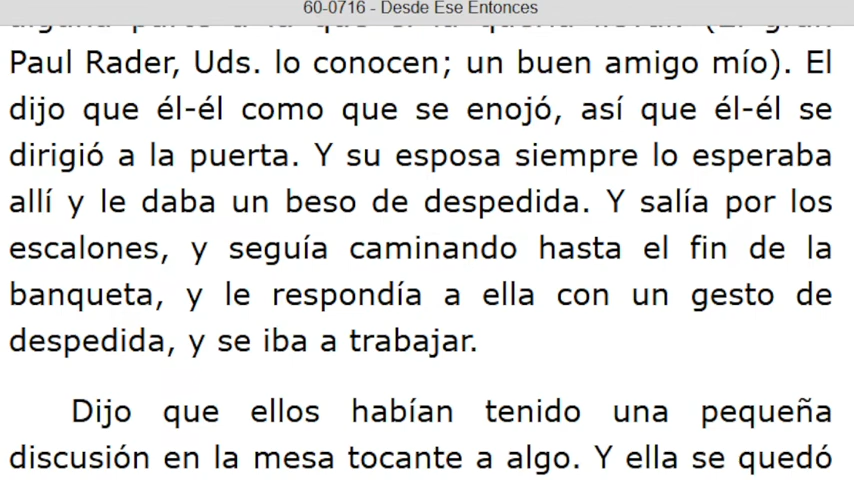 60-0716 - Desde Ese Entonces
Paul Rader, Uds. lo conocen; un buen amigo mío). El
dijo que él-él como que se enojó, así que él-él se
dirigió a la puerta. Y su esposa siempre lo esperaba
allí y le daba un beso de despedida. Y salía por los
escalones, y seguía caminando hasta el fin de la
banqueta, y le respondía a ella con un gesto de
despedida, y se iba a trabajar.
Dijo que ellos habían tenido una pequeña
discusión en la mesa tocante a algo. Y ella se quedó